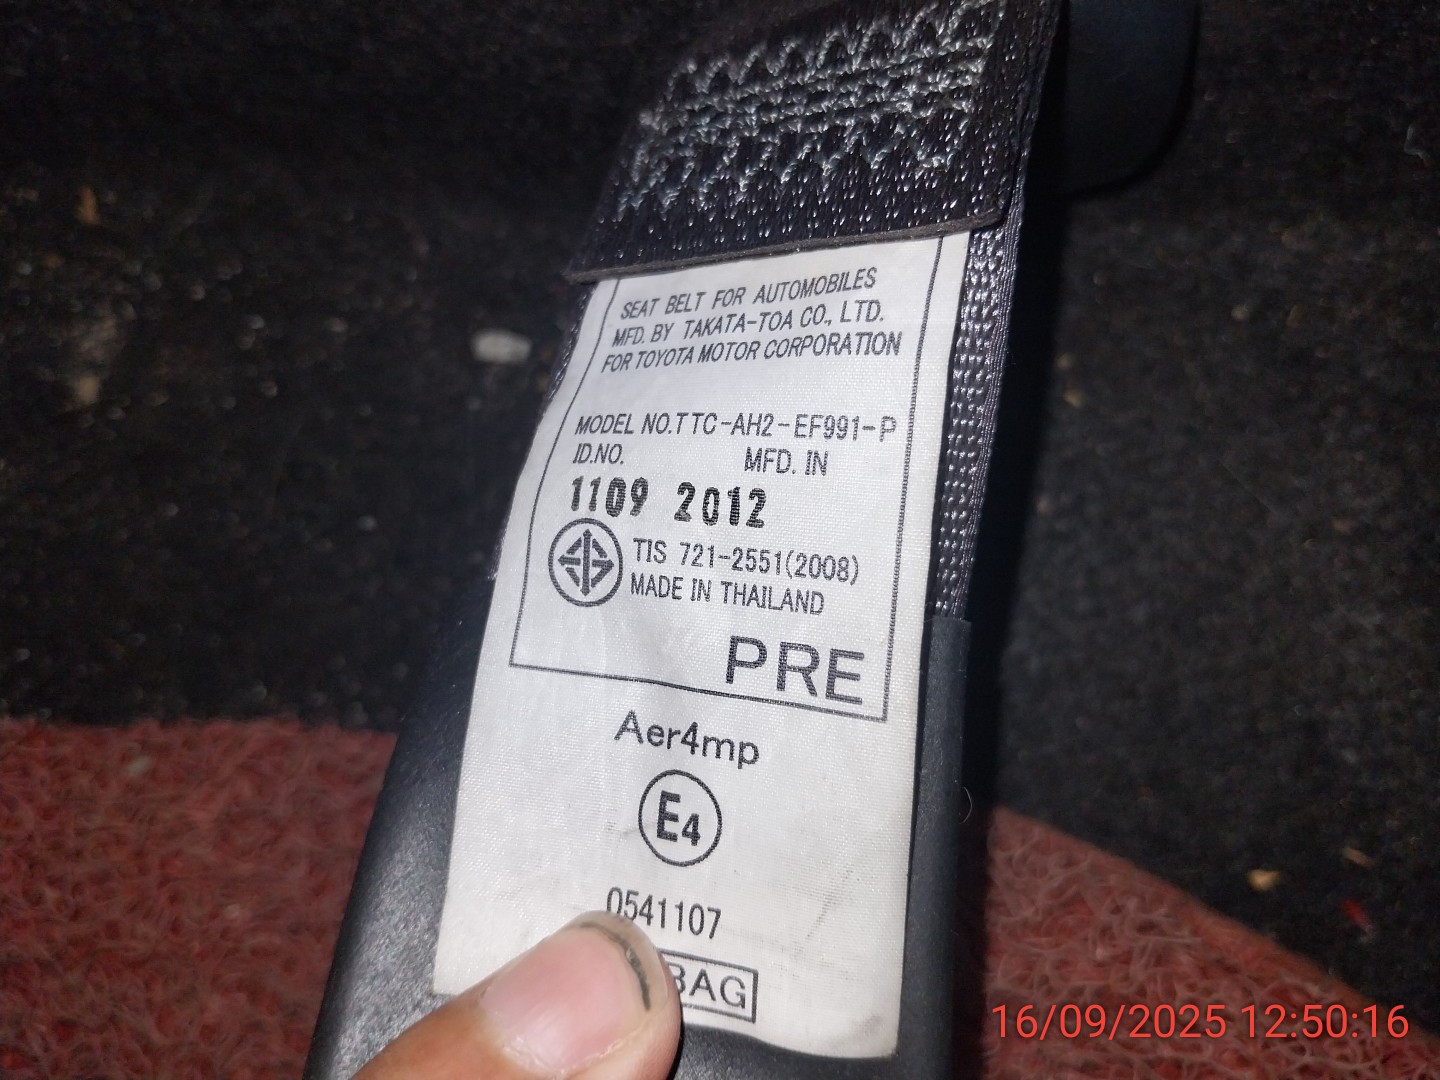 SEAT BELT FOR AUTOMOBILES
MFD. BY TAKATA-TOA CO., LTD.
FOR TOYOTA MOTOR CORPORATION
MODEL NO.TTC-AH2-EF991-P
ID.NO. MFD. IN
1109 2012
TIS 721-2551(2008)
MADE IN THAILAND
PRE
Aer4mp
E4
0541107
BAG
16/09/2025 12:50:16